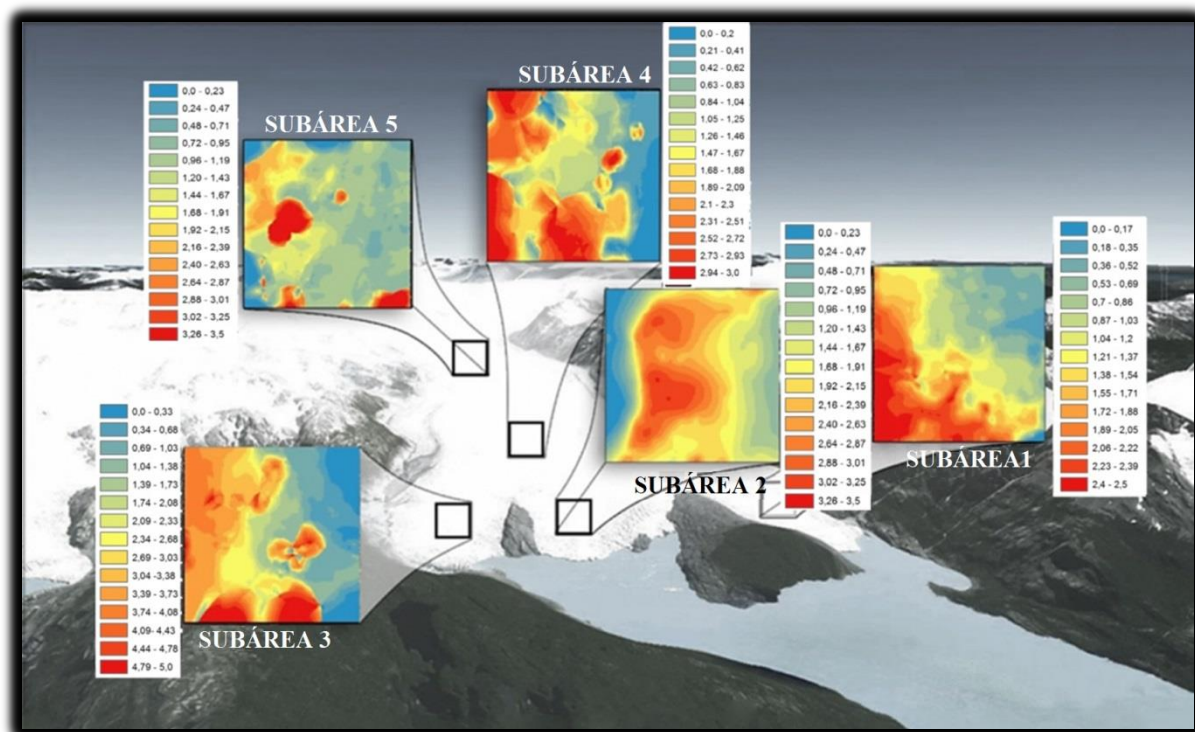 SUBÁREA 4
0,0 - 0,2
0,21 - 0,41
0,42 - 0,62
0,63 - 0,83
0,84 - 1,04
1,05 - 1,25
1,26 - 1,46
1,47 - 1,67
1,68 - 1,88
1,89 - 2,09
2,1 - 2,3
2,31 - 2,51
2,52 - 2,72
2,73 - 2,93
2,94 - 3,0
SUBÁREA 5
0,0 - 0,23
0,24 - 0,47
0,48 - 0,71
0,72 - 0,95
0,96 - 1,19
1,20 - 1,43
1,44 - 1,67
1,68 - 1,91
1,92 - 2,15
2,16 - 2,39
2,40 - 2,63
2,64 - 2,87
2,88 - 3,01
3,02 - 3,25
3,26 - 3,5
SUBÁREA 2
0,0 - 0,23
0,24 - 0,47
0,48 - 0,71
0,72 - 0,95
0,96 - 1,19
1,20 - 1,43
1,44 - 1,67
1,68 - 1,91
1,92 - 2,15
2,16 - 2,39
2,40 - 2,63
2,64 - 2,87
2,88 - 3,01
3,02 - 3,25
3,26 - 3,5
SUBÁREA1
0,0 - 0,17
0,18 - 0,35
0,36 - 0,52
0,53 - 0,69
0,7 - 0,86
0,87 - 1,03
1,04 - 1,2
1,21 - 1,37
1,38 - 1,54
1,55 - 1,71
1,72 - 1,88
1,89 - 2,05
2,06 - 2,22
2,23 - 2,39
2,4 - 2,5
0,0 - 0,33
0,34 - 0,68
0,69 - 1,03
1,04 - 1,38
1,39 - 1,73
1,74 - 2,08
2,09 - 2,33
2,34 - 2,68
2,69 - 3,03
3,04 -3,38
3,39 - 3,73
3,74 - 4,08
4,09- 4,43
4,44 - 4,78
4,79 - 5,0
SUBÁREA 3